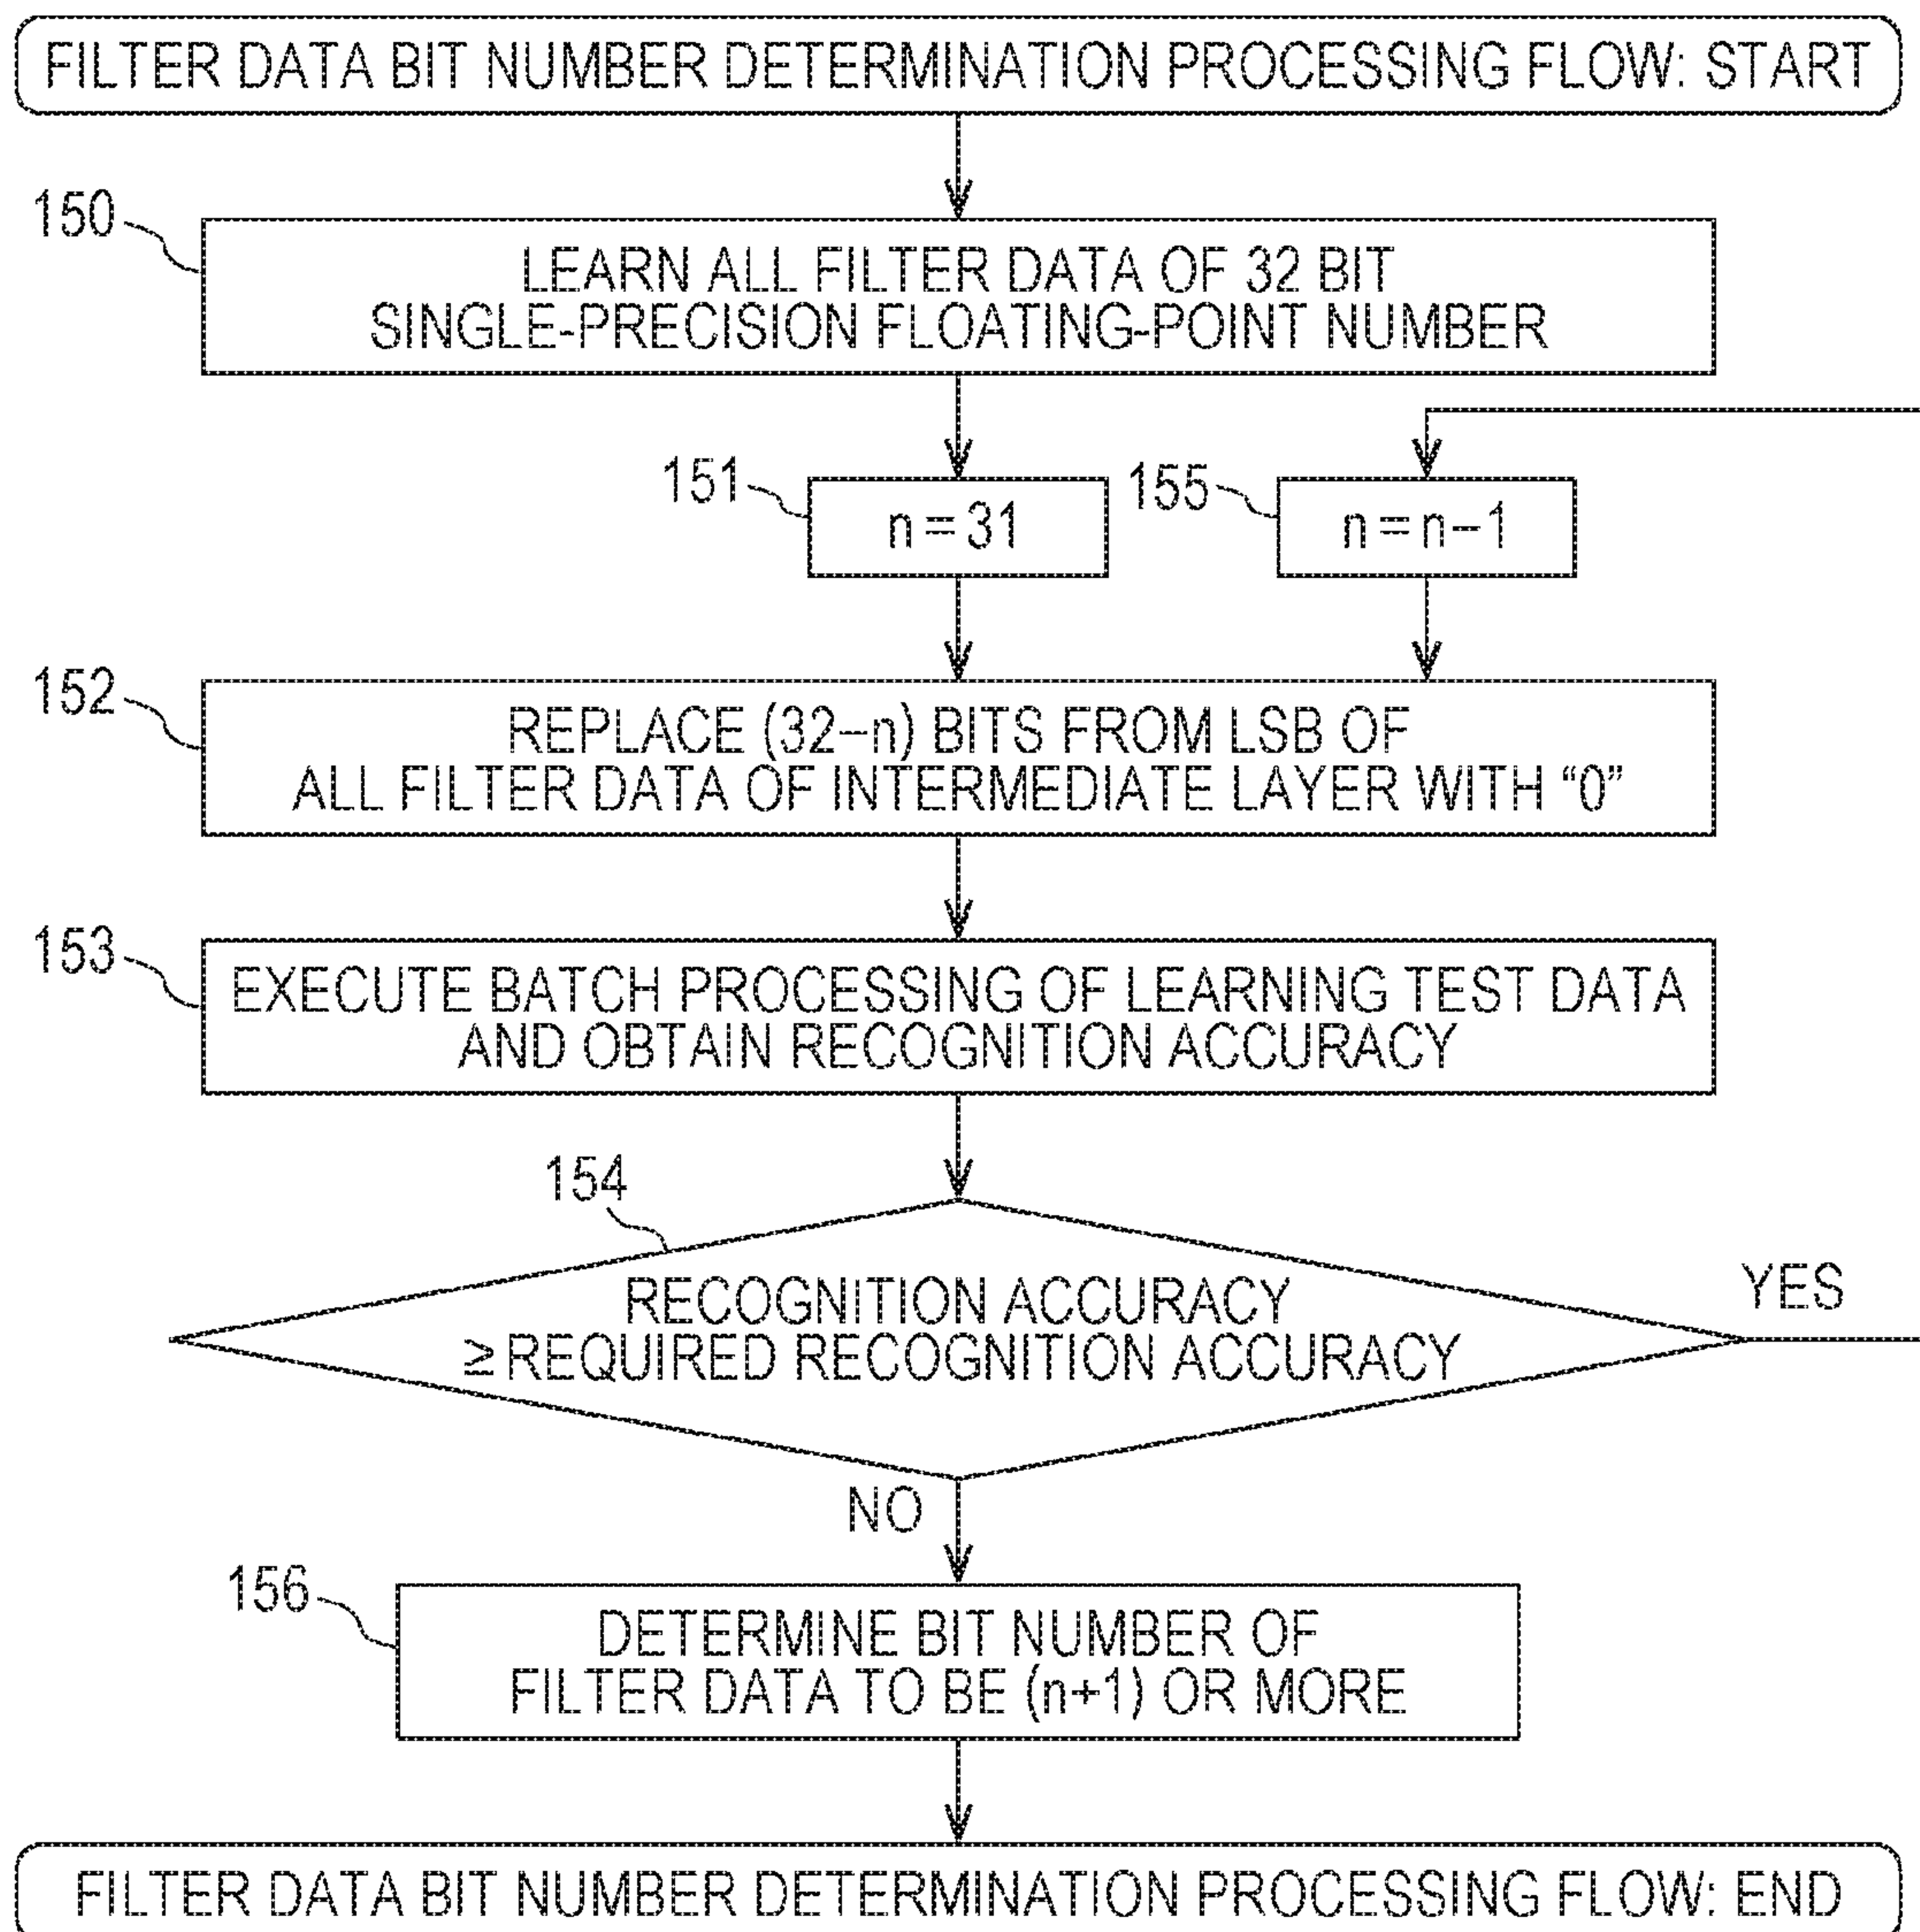 FILTER DATA BIT NUMBER DETERMINATION PROCESSING FLOW: START
150
LEARN ALL FILTER DATA OF 32 BIT
SINGLE-PRECISION FLOATING-POINT NUMBER
151
n=31
155
n=n–1
152
REPLACE (32–n) BITS FROM LSB OF
ALL FILTER DATA OF INTERMEDIATE LAYER WITH “0”
153
EXECUTE BATCH PROCESSING OF LEARNING TEST DATA
AND OBTAIN RECOGNITION ACCURACY
154
RECOGNITION ACCURACY
≥ REQUIRED RECOGNITION ACCURACY
YES
NO
156
DETERMINE BIT NUMBER OF
FILTER DATA TO BE (n+1) OR MORE
FILTER DATA BIT NUMBER DETERMINATION PROCESSING FLOW: END